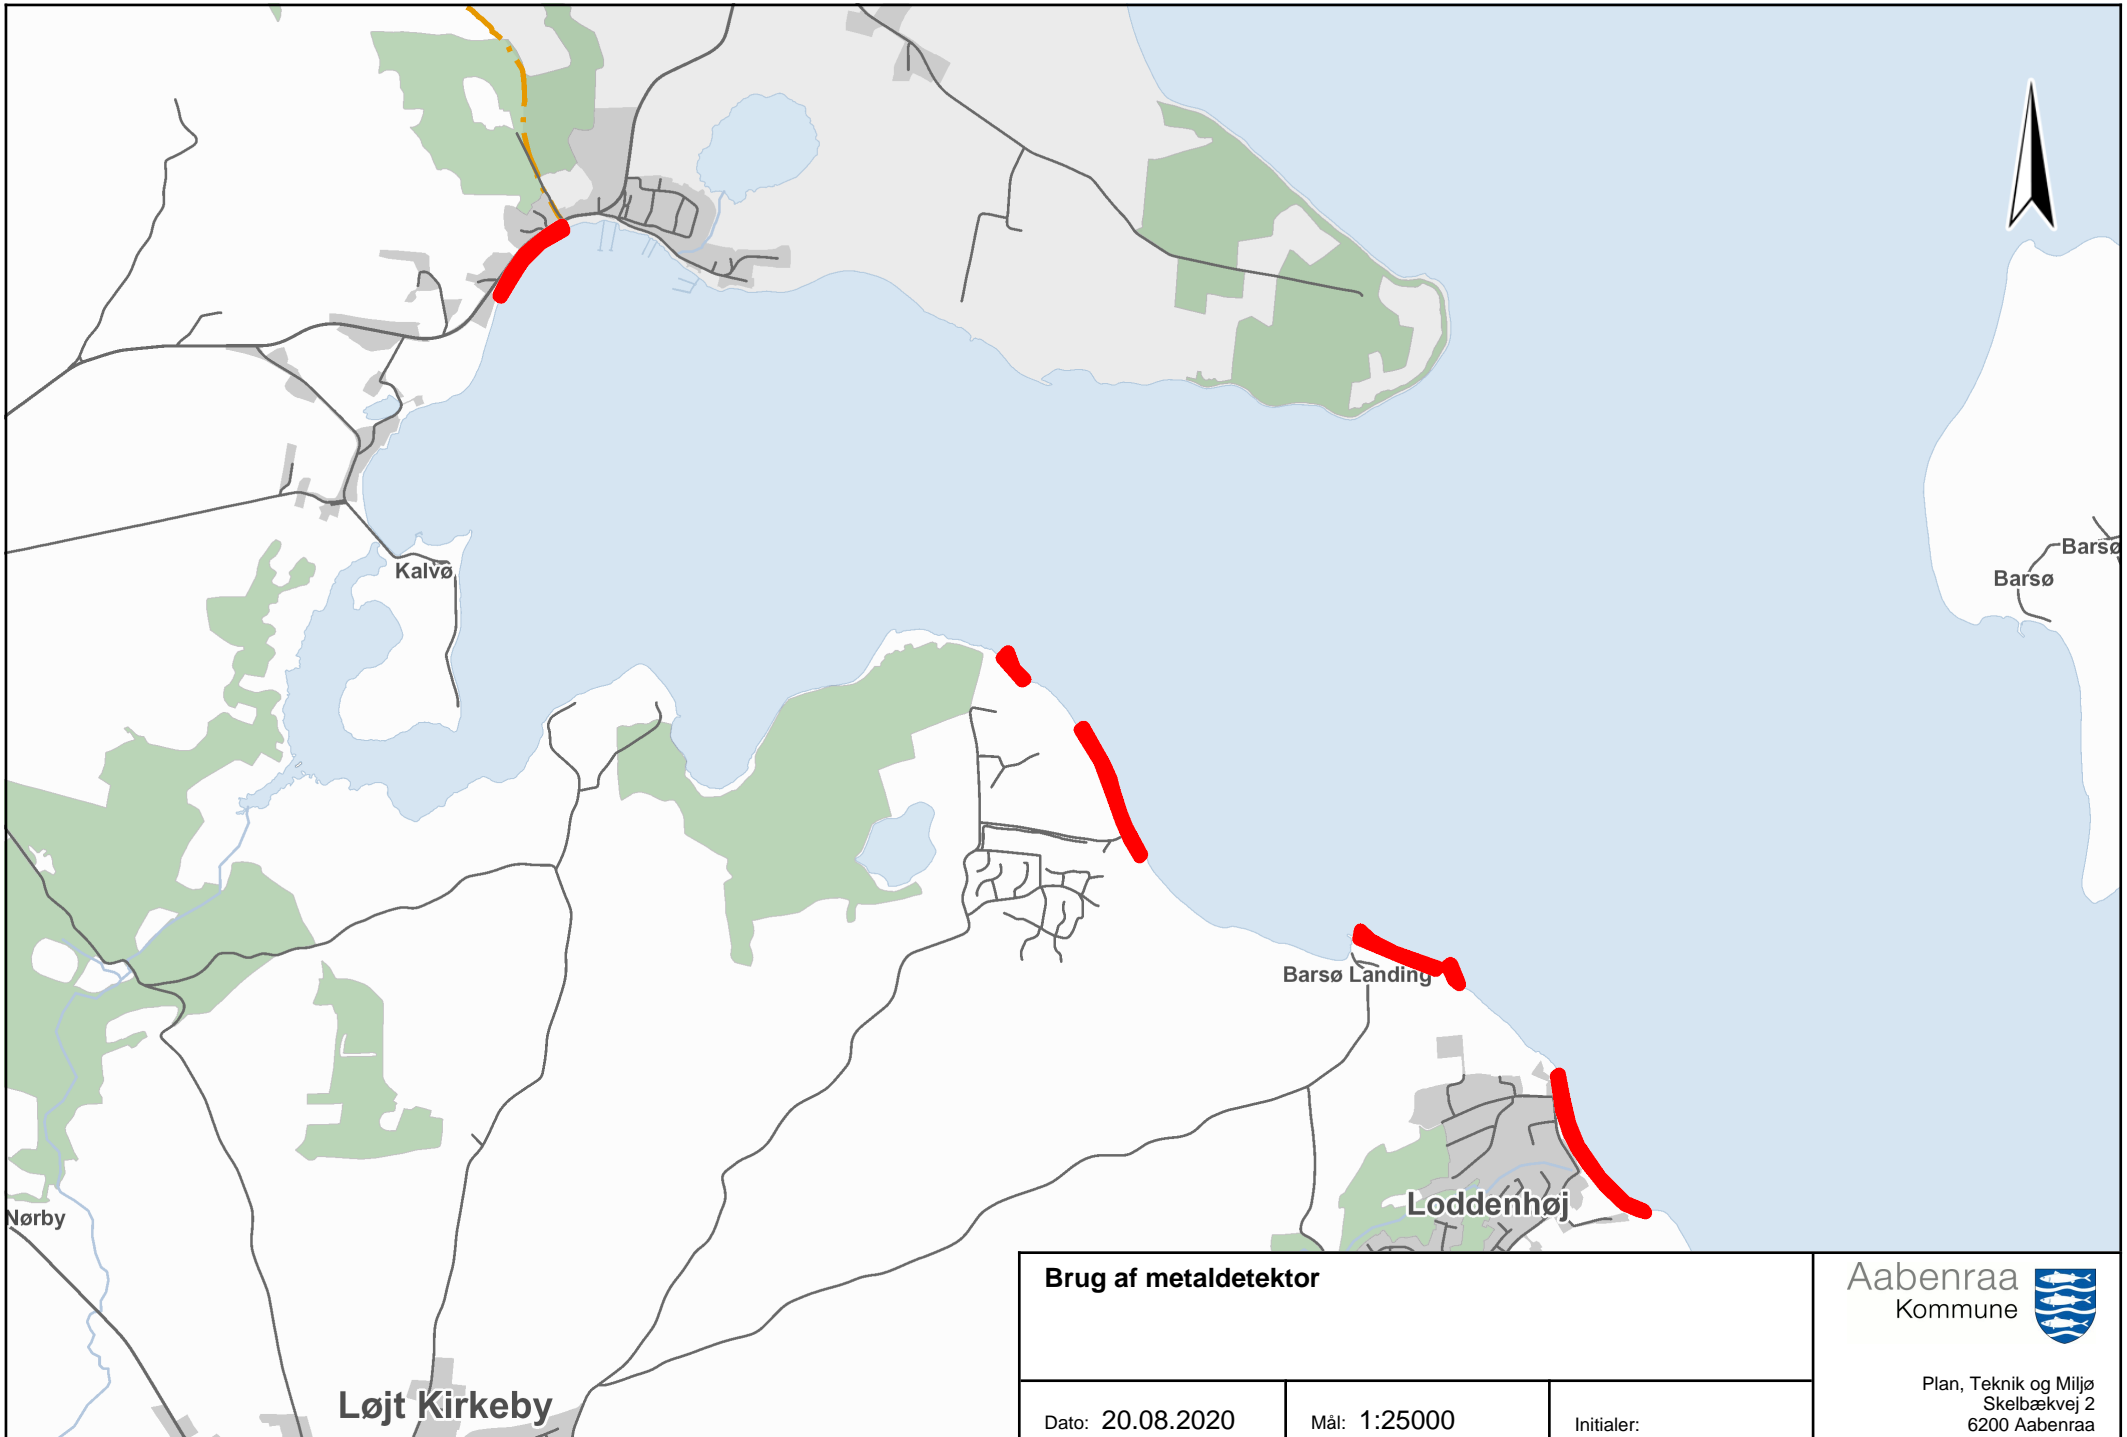 Kalvø
Barsø
Barsø
Barsø Landing
Loddenhøj
Nørby
Løjt Kirkeby
Brug af metaldetektor
Dato: 20.08.2020
Mål: 1:25000
Initialer:
Aabenraa
Kommune
Plan, Teknik og Miljø
Skelbækvej 2
6200 Aabenraa